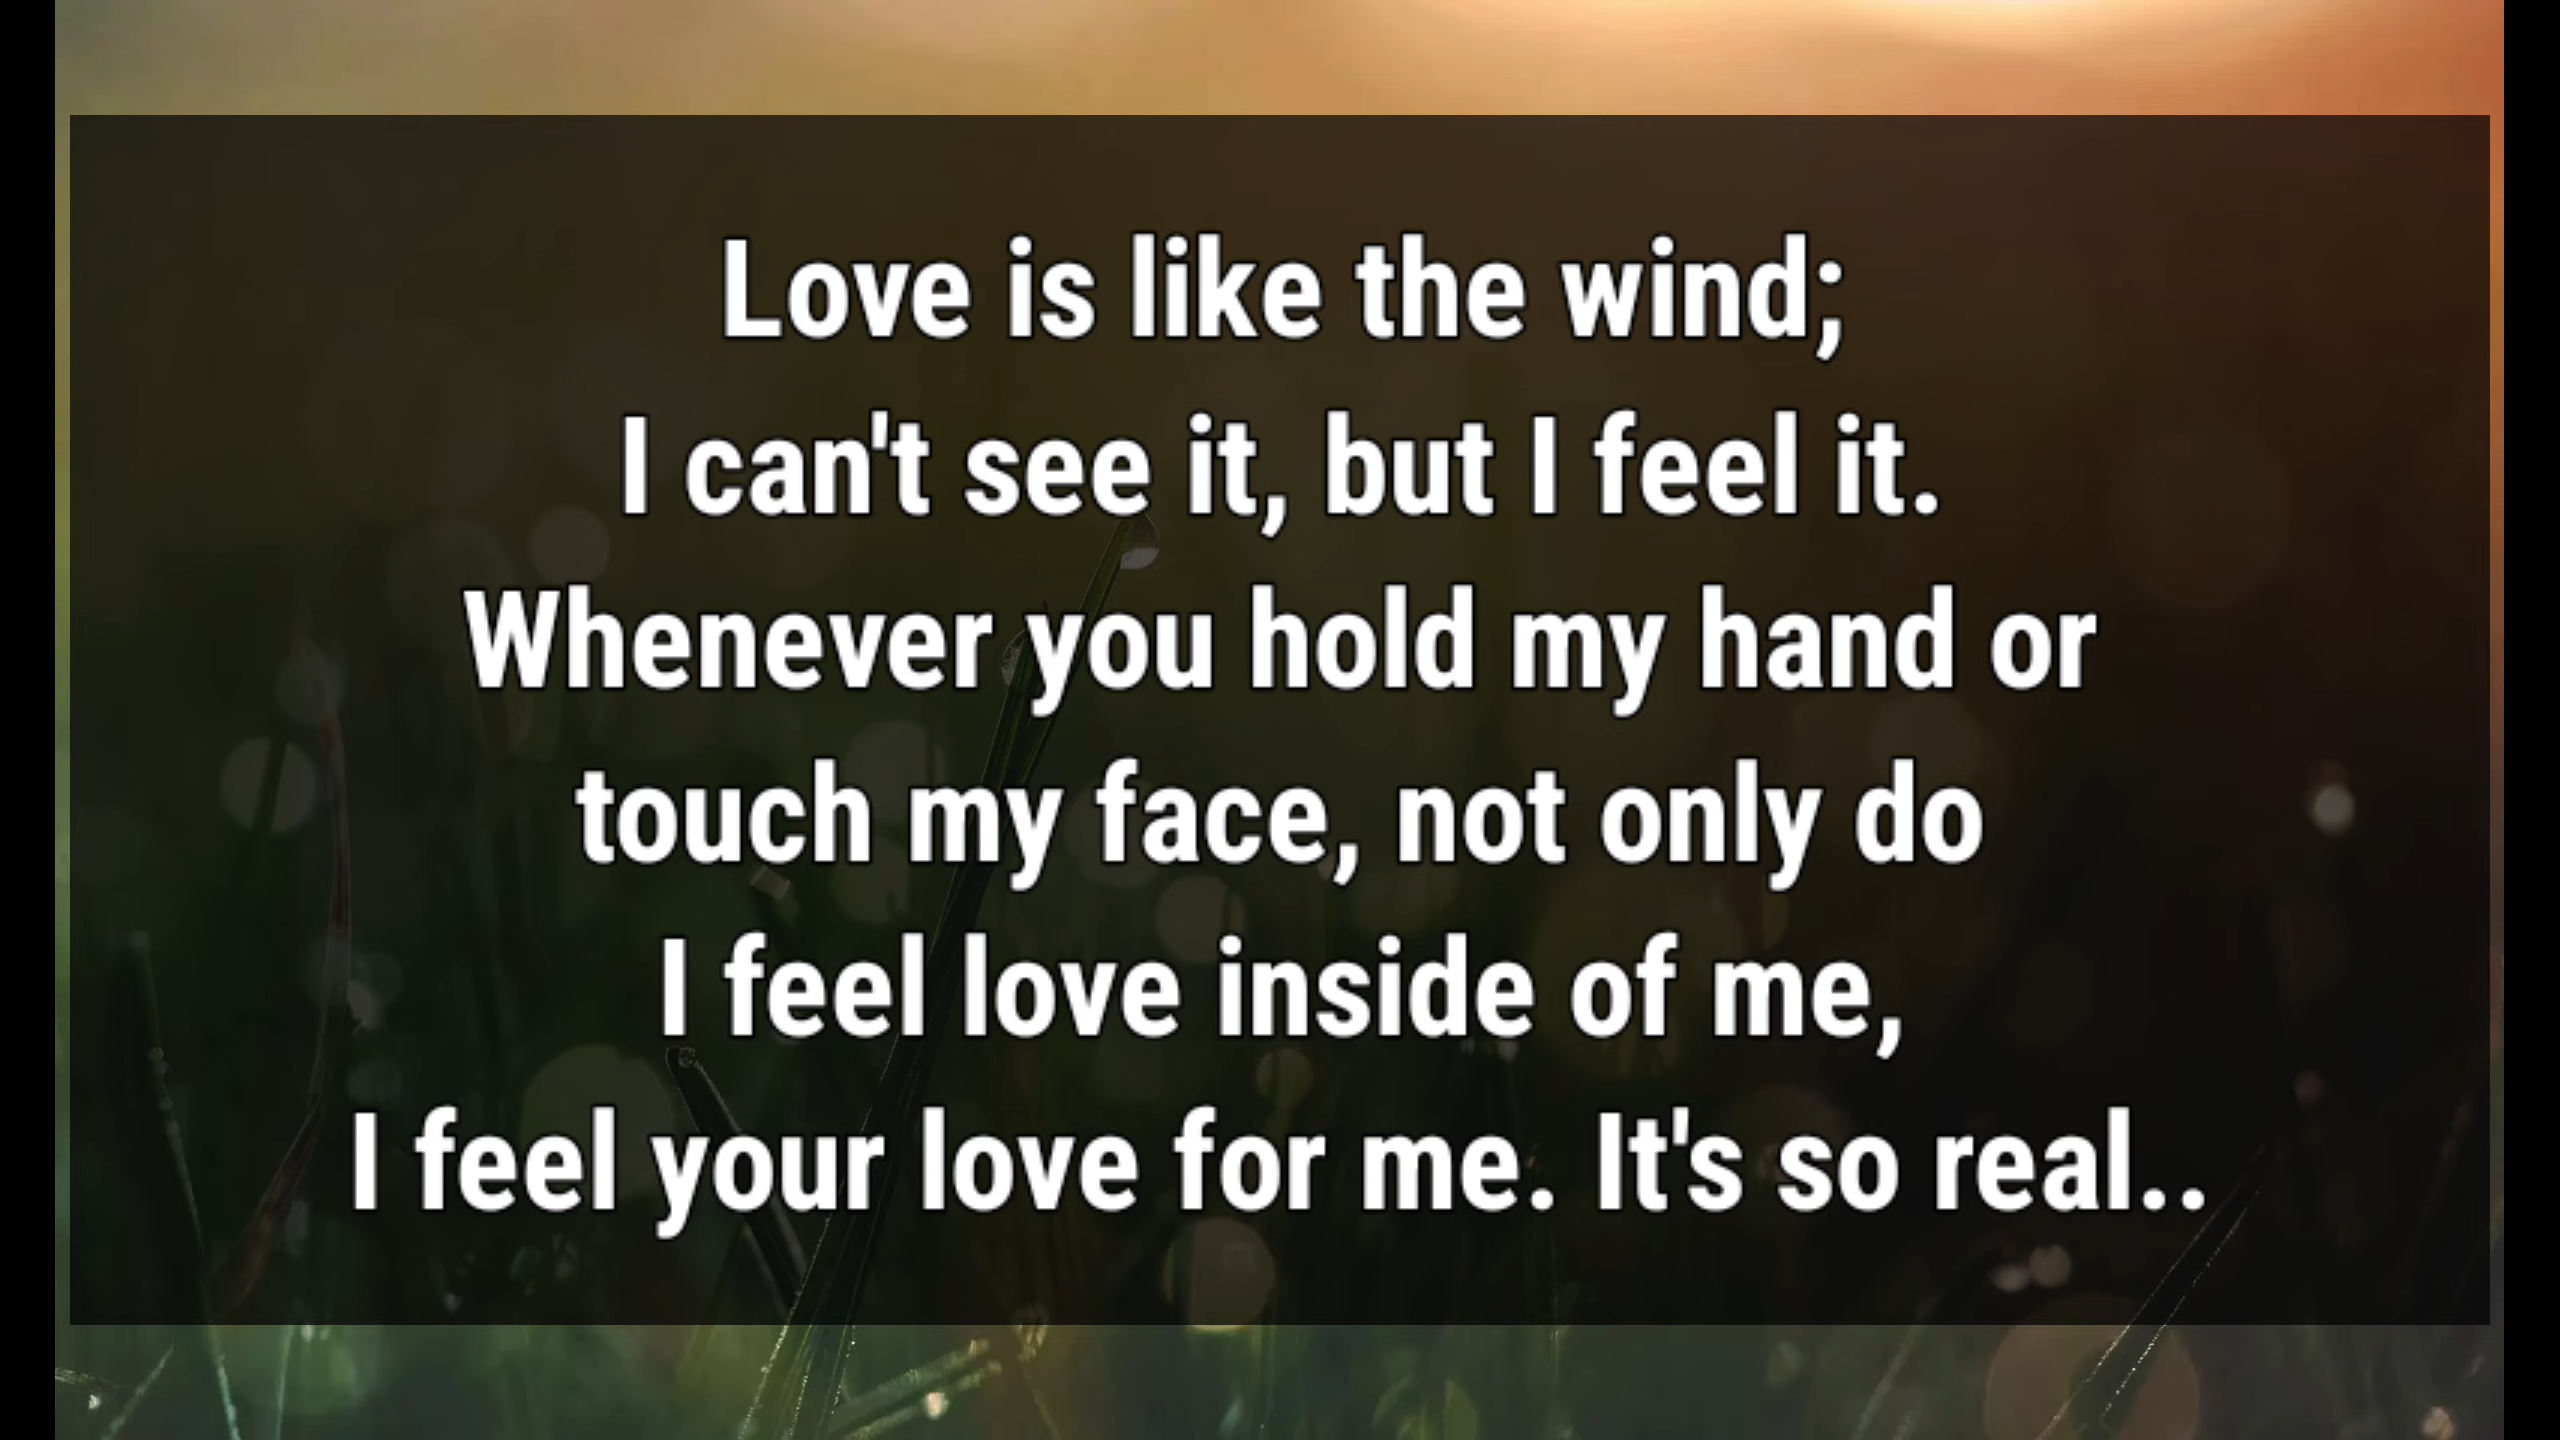 Love is like the wind;
I can't see it, but I feel it.
Whenever you hold my hand or
touch my face, not only do
I feel love inside of me,
I feel your love for me. It's so real..